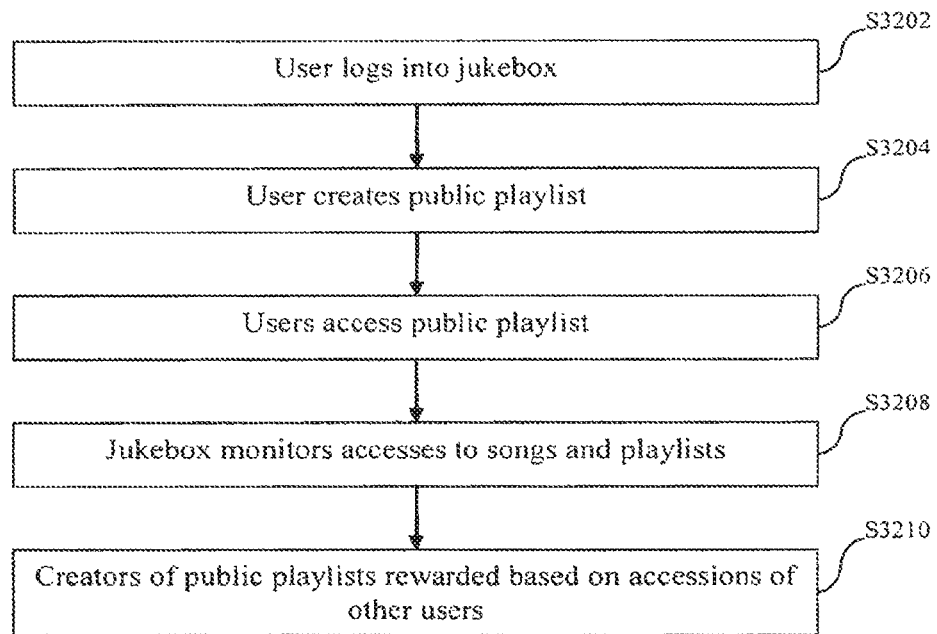 S3202
User logs into jukebox
S3204
User creates public playlist
S3206
Users access public playlist
S3208
Jukebox monitors accesses to songs and playlists
S3210
Creators of public playlists rewarded based on accessions of
other users